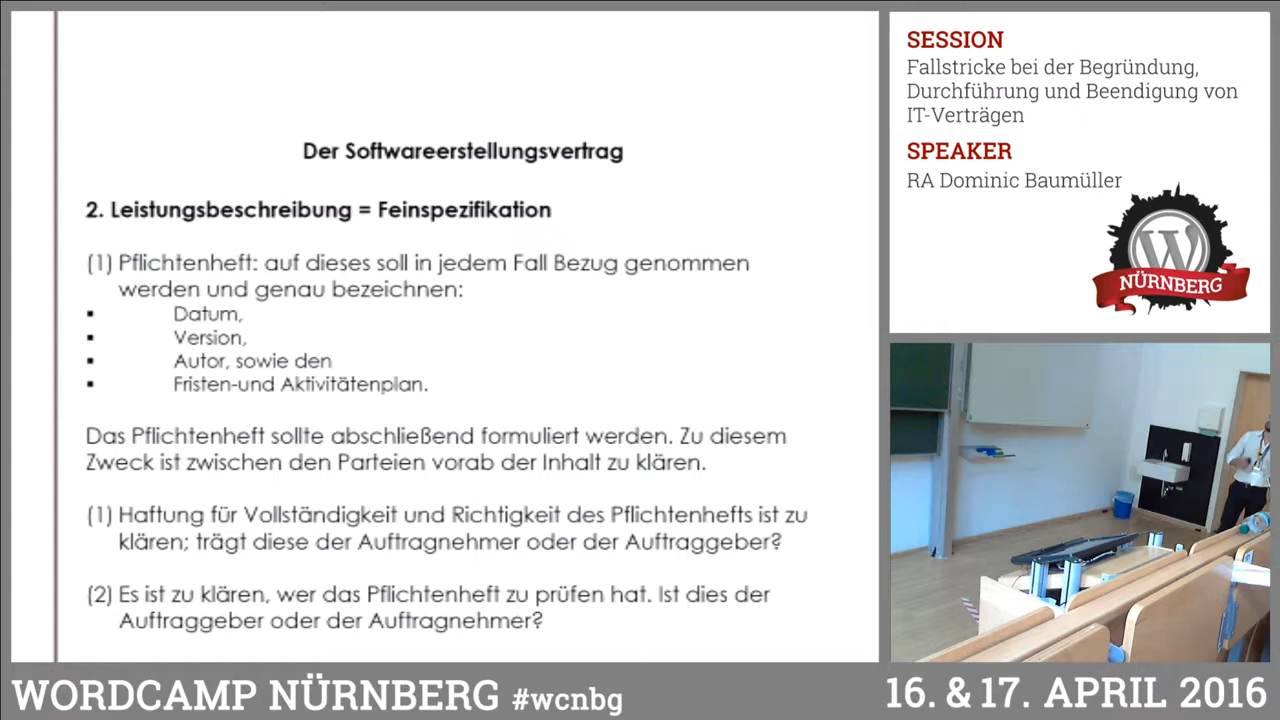 Der Softwareerstellungsvertrag
2. Leistungsbeschreibung = Feinspezifikation
(1) Pflichtenheft: auf dieses soll in jedem Fall Bezug genommen
werden und genau bezeichnen:
▪ Datum,
▪ Version,
▪ Autor, sowie den
▪ Fristen-und Aktivitätenplan.
Das Pflichtenheft sollte abschließend formuliert werden. Zu diesem
Zweck ist zwischen den Parteien vorab der Inhalt zu klären.
(1) Haftung für Vollständigkeit und Richtigkeit des Pflichtenhefts ist zu
klären; trägt diese der Auftragnehmer oder der Auftraggeber?
(2) Es ist zu klären, wer das Pflichtenheft zu prüfen hat. Ist dies der
Auftraggeber oder der Auftragnehmer?
SESSION
Fallstricke bei der Begründung,
Durchführung und Beendigung von
IT-Verträgen
SPEAKER
RA Dominic Baumüller
W
NÜRNBERG
WORDCAMP NÜRNBERG #wcnbg
16. & 17. APRIL 2016